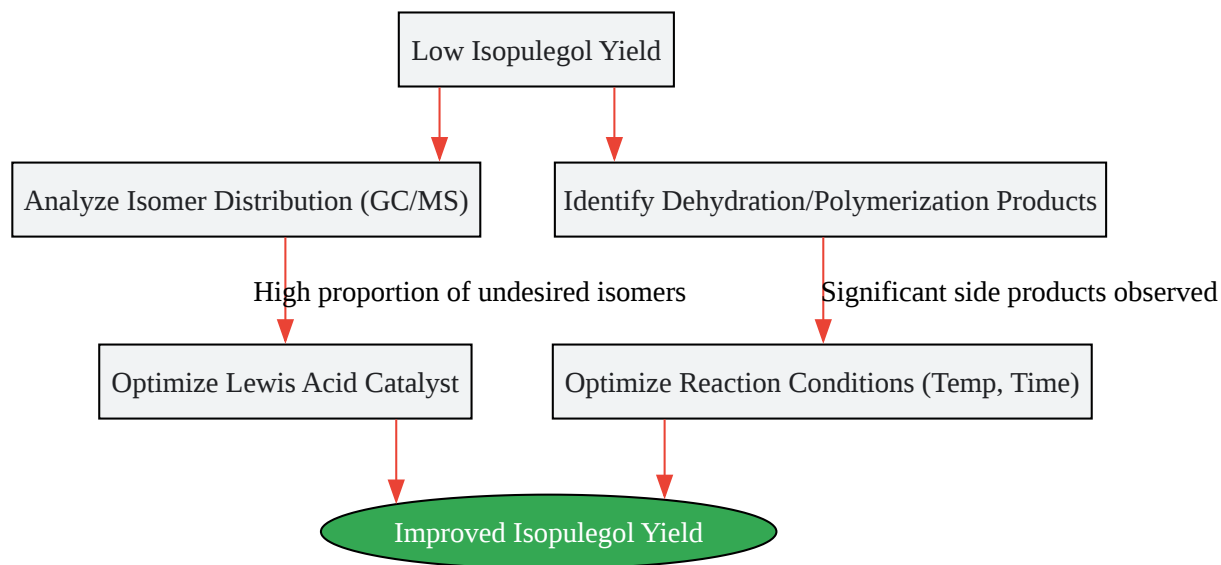 Low Isopulegol Yield
Analyze Isomer Distribution (GC/MS)
Identify Dehydration/Polymerization Products
High proportion of undesired isomers
Significant side products observed
Optimize Lewis Acid Catalyst
Optimize Reaction Conditions (Temp, Time)
Improved Isopulegol Yield